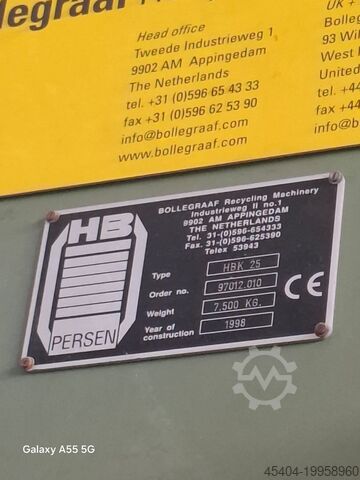 Head office
Tweede Industrieweg 1
9902 AM Appingedam
The Netherlands
tel. +31 (0)596 65 43 33
fax +31 (0)596 62 53 90
info@bollegraaf.com
www.bollegraaf.com
UK +
Bolleg
93 Wil
West
United
tel. +44
fax +4
info@
HB
PERSEN
BOLLEGRAAF Recycling Machinery
Industrieweg II no.1
9902 AM APPINGEDAM
THE NETHERLANDS
Tel. 31-(0)596-654333
Fax. 31-(0)596-625390
Telex 53943
Type HBK 25
Order no. 97012.010
Weight 7.500 KG.
Year of construction 1998
CE
Galaxy A55 5G
45404-19958960